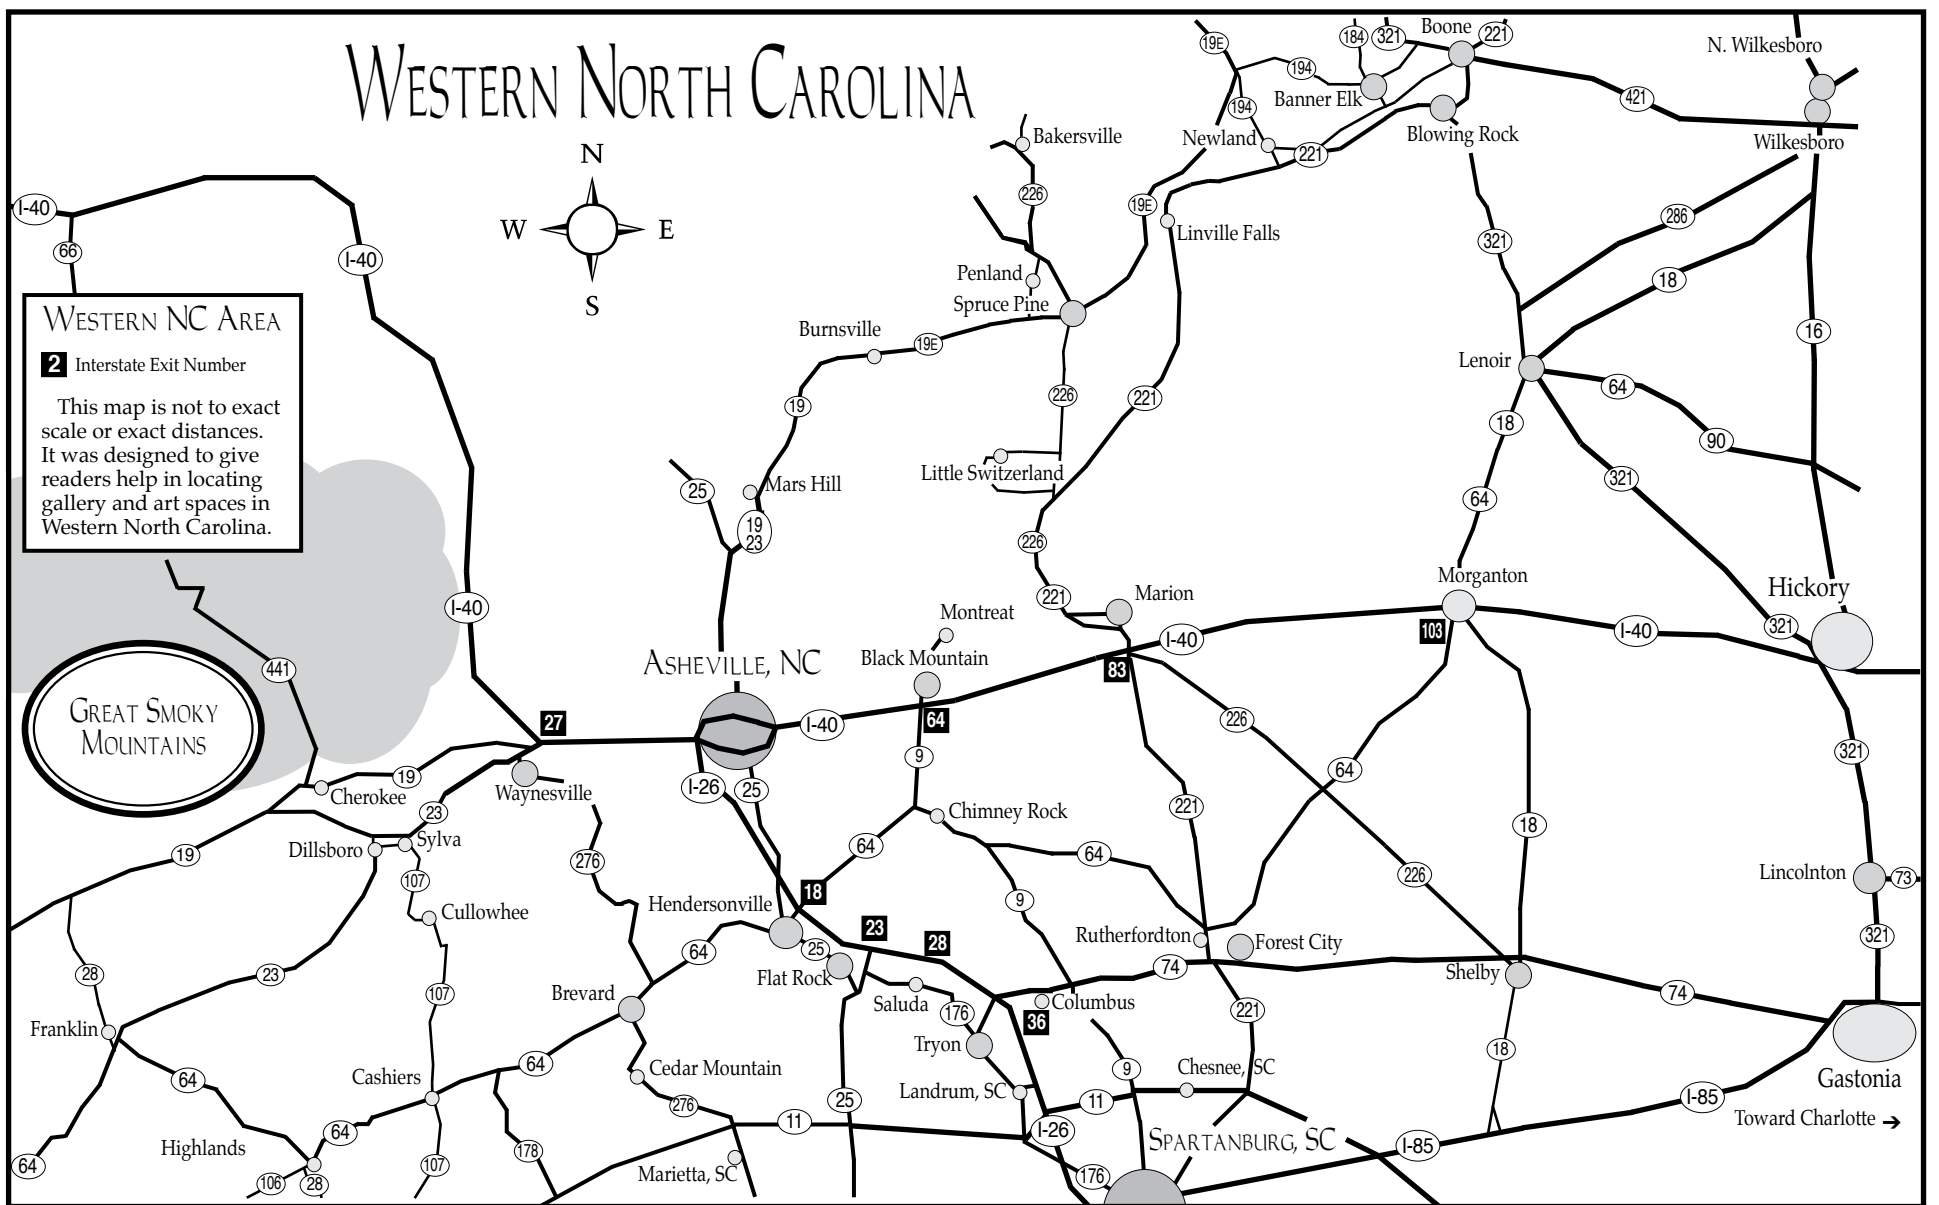 WESTERN NORTH CAROLINA
N
W
E
S
WESTERN NC AREA
2 Interstate Exit Number
This map is not to exact
scale or exact distances.
It was designed to give
readers help in locating
gallery and art spaces in
Western North Carolina.
GREAT SMOKY
MOUNTAINS
I-40
66
I-40
I-40
441
27
19
Cherokee
Waynesville
23
19
Dillsboro
Sylva
107
Cullowhee
276
28
23
107
Franklin
64
64
Cashiers
64
Highlands
64
106
28
107
178
19E
184
321
Boone
221
N. Wilkesboro
194
Banner Elk
194
421
Newland
221
Blowing Rock
Wilkesboro
Bakersville
226
19E
Linville Falls
321
286
18
Penland
Spruce Pine
Burnsville
19E
16
Lenoir
64
19
226
221
18
90
Little Switzerland
321
25
Mars Hill
64
19
23
226
Morganton
Hickory
221
Marion
Montreat
I-40
103
I-40
321
ASHEVILLE, NC
Black Mountain
83
I-40
64
226
9
321
I-26
25
64
Chimney Rock
221
18
64
64
226
Lincolnton
73
18
Hendersonville
9
23
28
Rutherfordton
Forest City
321
64
25
74
Flat Rock
Shelby
Brevard
Saluda
Columbus
74
176
36
221
Tryon
18
Cedar Mountain
9
Chesnee, SC
Landrum, SC
Gastonia
276
25
11
I-85
11
I-26
Toward Charlotte →
SPARTANBURG, SC
I-85
Marietta, SC
176